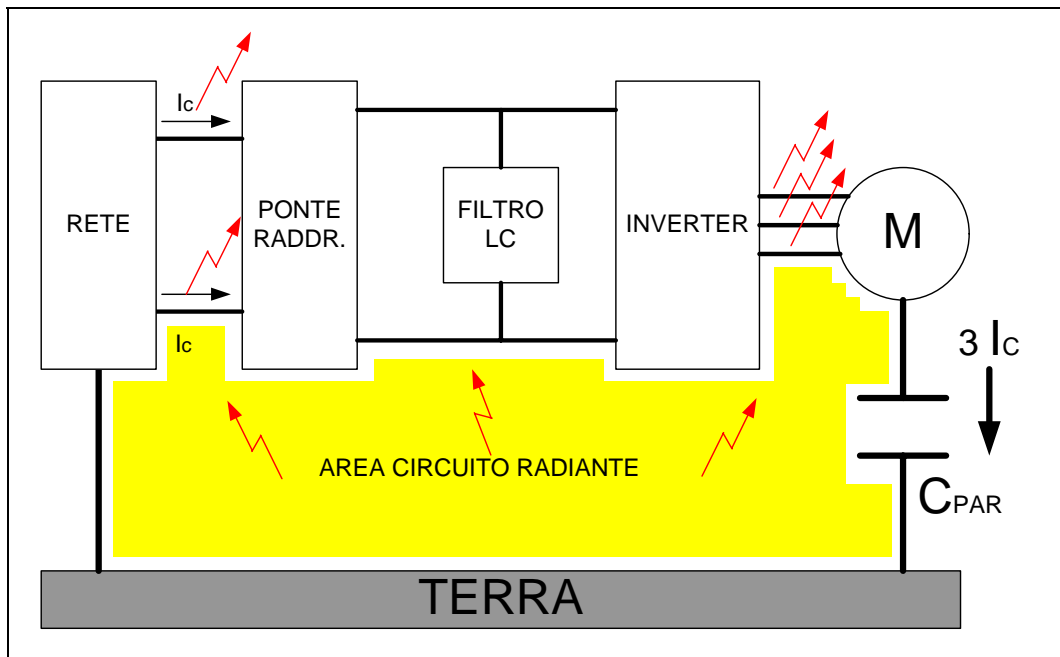 Ic
RETE
PONTE
RADDR.
FILTRO
LC
INVERTER
M
Ic
3 Ic
AREA CIRCUITO RADIANTE
CPAR
TERRA